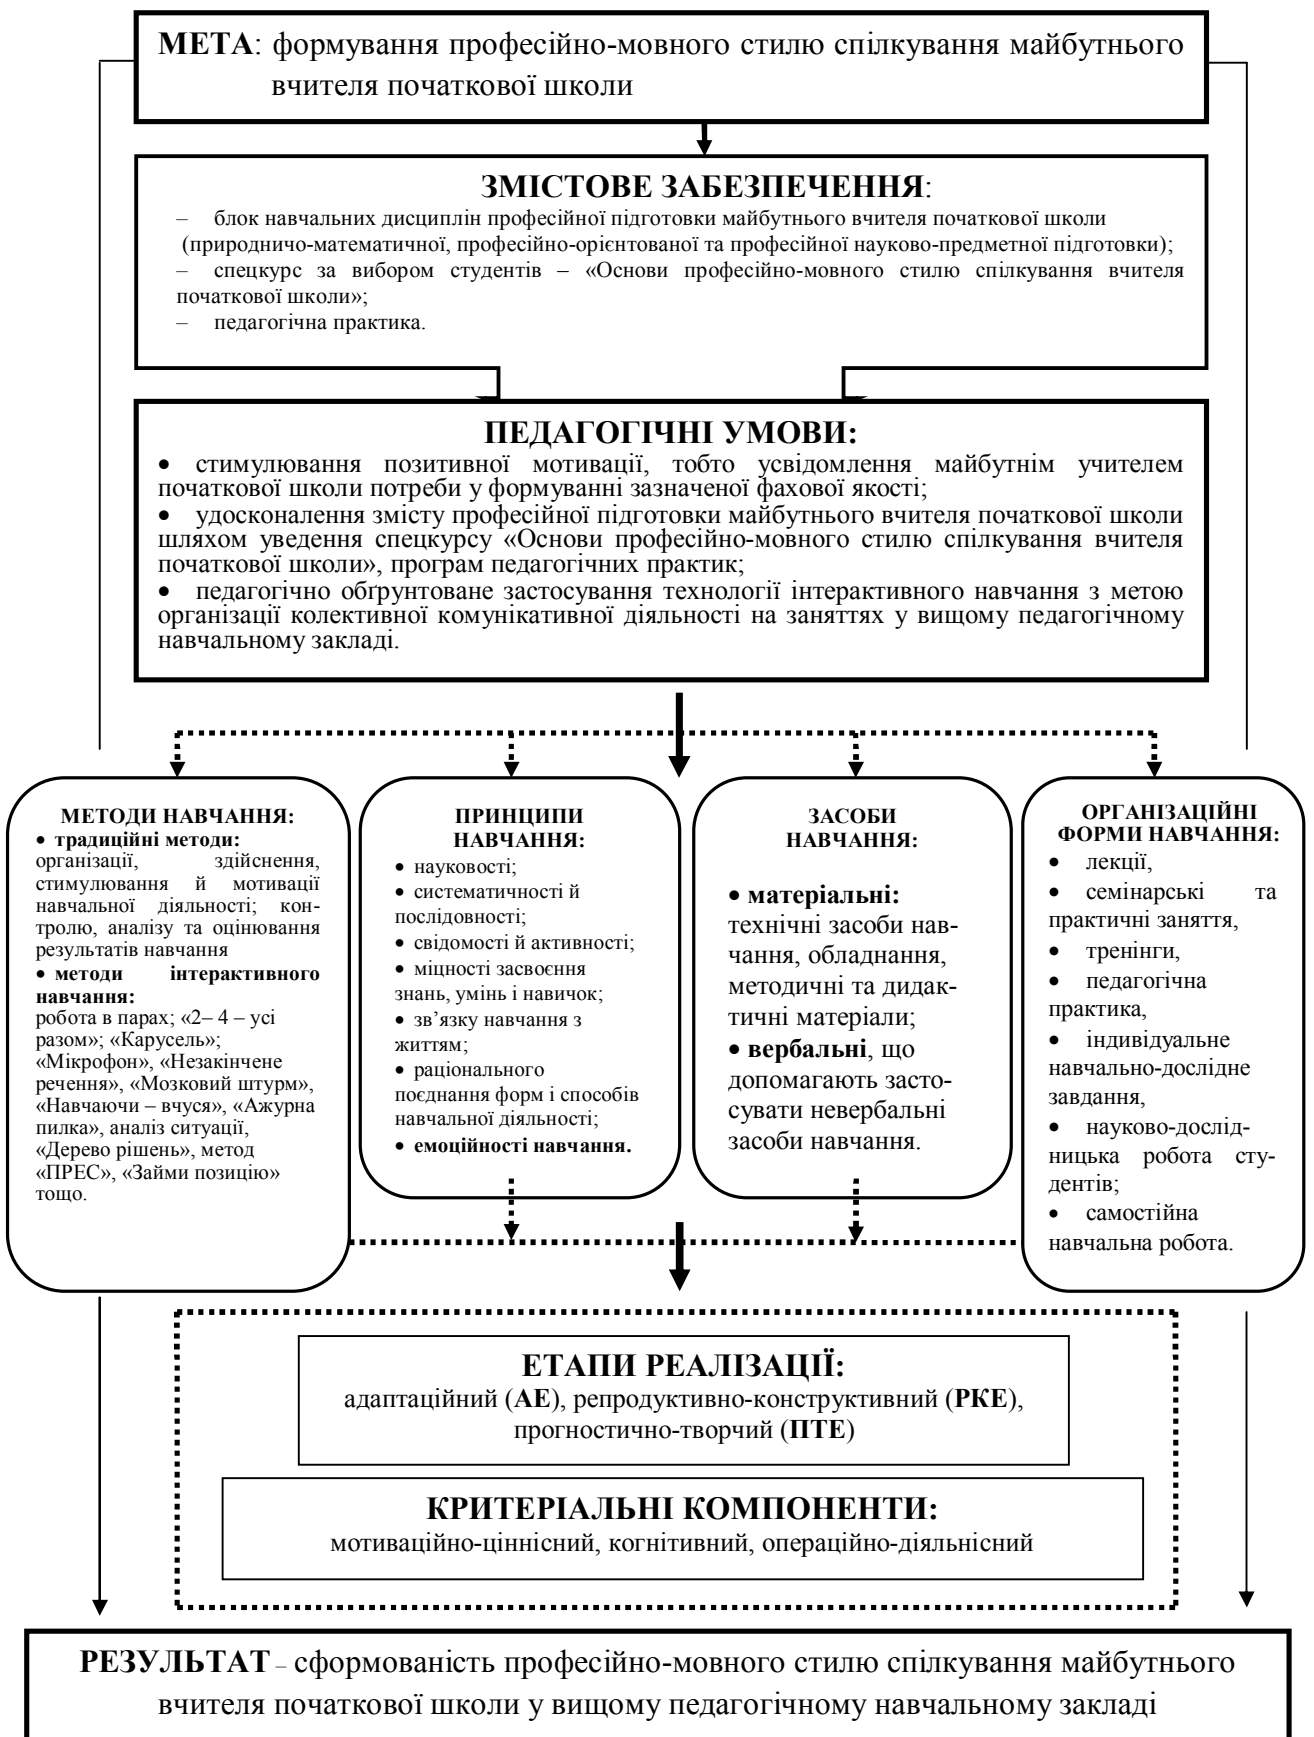 МЕТА: формування професійно-мовного стилю спілкування майбутнього
вчителя початкової школи
ЗМІСТОВЕ ЗАБЕЗПЕЧЕННЯ:
– блок навчальних дисциплін професійної підготовки майбутнього вчителя початкової школи
(природничо-математичної, професійно-орієнтованої та професійної науково-предметної підготовки);
– спецкурс за вибором студентів – «Основи професійно-мовного стилю спілкування вчителя
початкової школи»;
– педагогічна практика.
ПЕДАГОГІЧНІ УМОВИ:
• стимулювання позитивної мотивації, тобто усвідомлення майбутнім учителем
початкової школи потреби у формуванні зазначеної фахової якості;
• удосконалення змісту професійної підготовки майбутнього вчителя початкової школи
шляхом уведення спецкурсу «Основи професійно-мовного стилю спілкування вчителя
початкової школи», програм педагогічних практик;
• педагогічно обґрунтоване застосування технології інтерактивного навчання з метою
організації колективної комунікативної діяльності на заняттях у вищому педагогічному
навчальному закладі.
МЕТОДИ НАВЧАННЯ:
• традиційні методи:
організації, здійснення,
стимулювання й мотивації
навчальної діяльності; кон-
тролю, аналізу та оцінювання
результатів навчання
• методи інтерактивного
навчання:
робота в парах; «2– 4 – усі
разом»; «Карусель»;
«Мікрофон», «Незакінчене
речення», «Мозковий штурм»,
«Навчаючи – вчуся», «Ажурна
пилка», аналіз ситуації,
«Дерево рішень», метод
«ПРЕС», «Займи позицію»
тощо.
ПРИНЦИПИ
НАВЧАННЯ:
• науковості;
• систематичності й
послідовності;
• свідомості й активності;
• міцності засвоєння
знань, умінь і навичок;
• зв’язку навчання з
життям;
• раціонального
поєднання форм і способів
навчальної діяльності;
• емоційності навчання.
ЗАСОБИ
НАВЧАННЯ:
• матеріальні:
технічні засоби нав-
чання, обладнання,
методичні та дидак-
тичні матеріали;
• вербальні, що
допомагають засто-
сувати невербальні
засоби навчання.
ОРГАНІЗАЦІЙНІ
ФОРМИ НАВЧАННЯ:
• лекції,
• семінарські та
практичні заняття,
• тренінги,
• педагогічна
практика,
• індивідуальне
навчально-дослідне
завдання,
• науково-дослід-
ницька робота сту-
дентів;
• самостійна
навчальна робота.
ЕТАПИ РЕАЛІЗАЦІЇ:
адаптаційний (АЕ), репродуктивно-конструктивний (РКЕ),
прогностично-творчий (ПТЕ)
КРИТЕРІАЛЬНІ КОМПОНЕНТИ:
мотиваційно-ціннісний, когнітивний, операційно-діяльнісний
РЕЗУЛЬТАТ – сформованість професійно-мовного стилю спілкування майбутнього
вчителя початкової школи у вищому педагогічному навчальному закладі